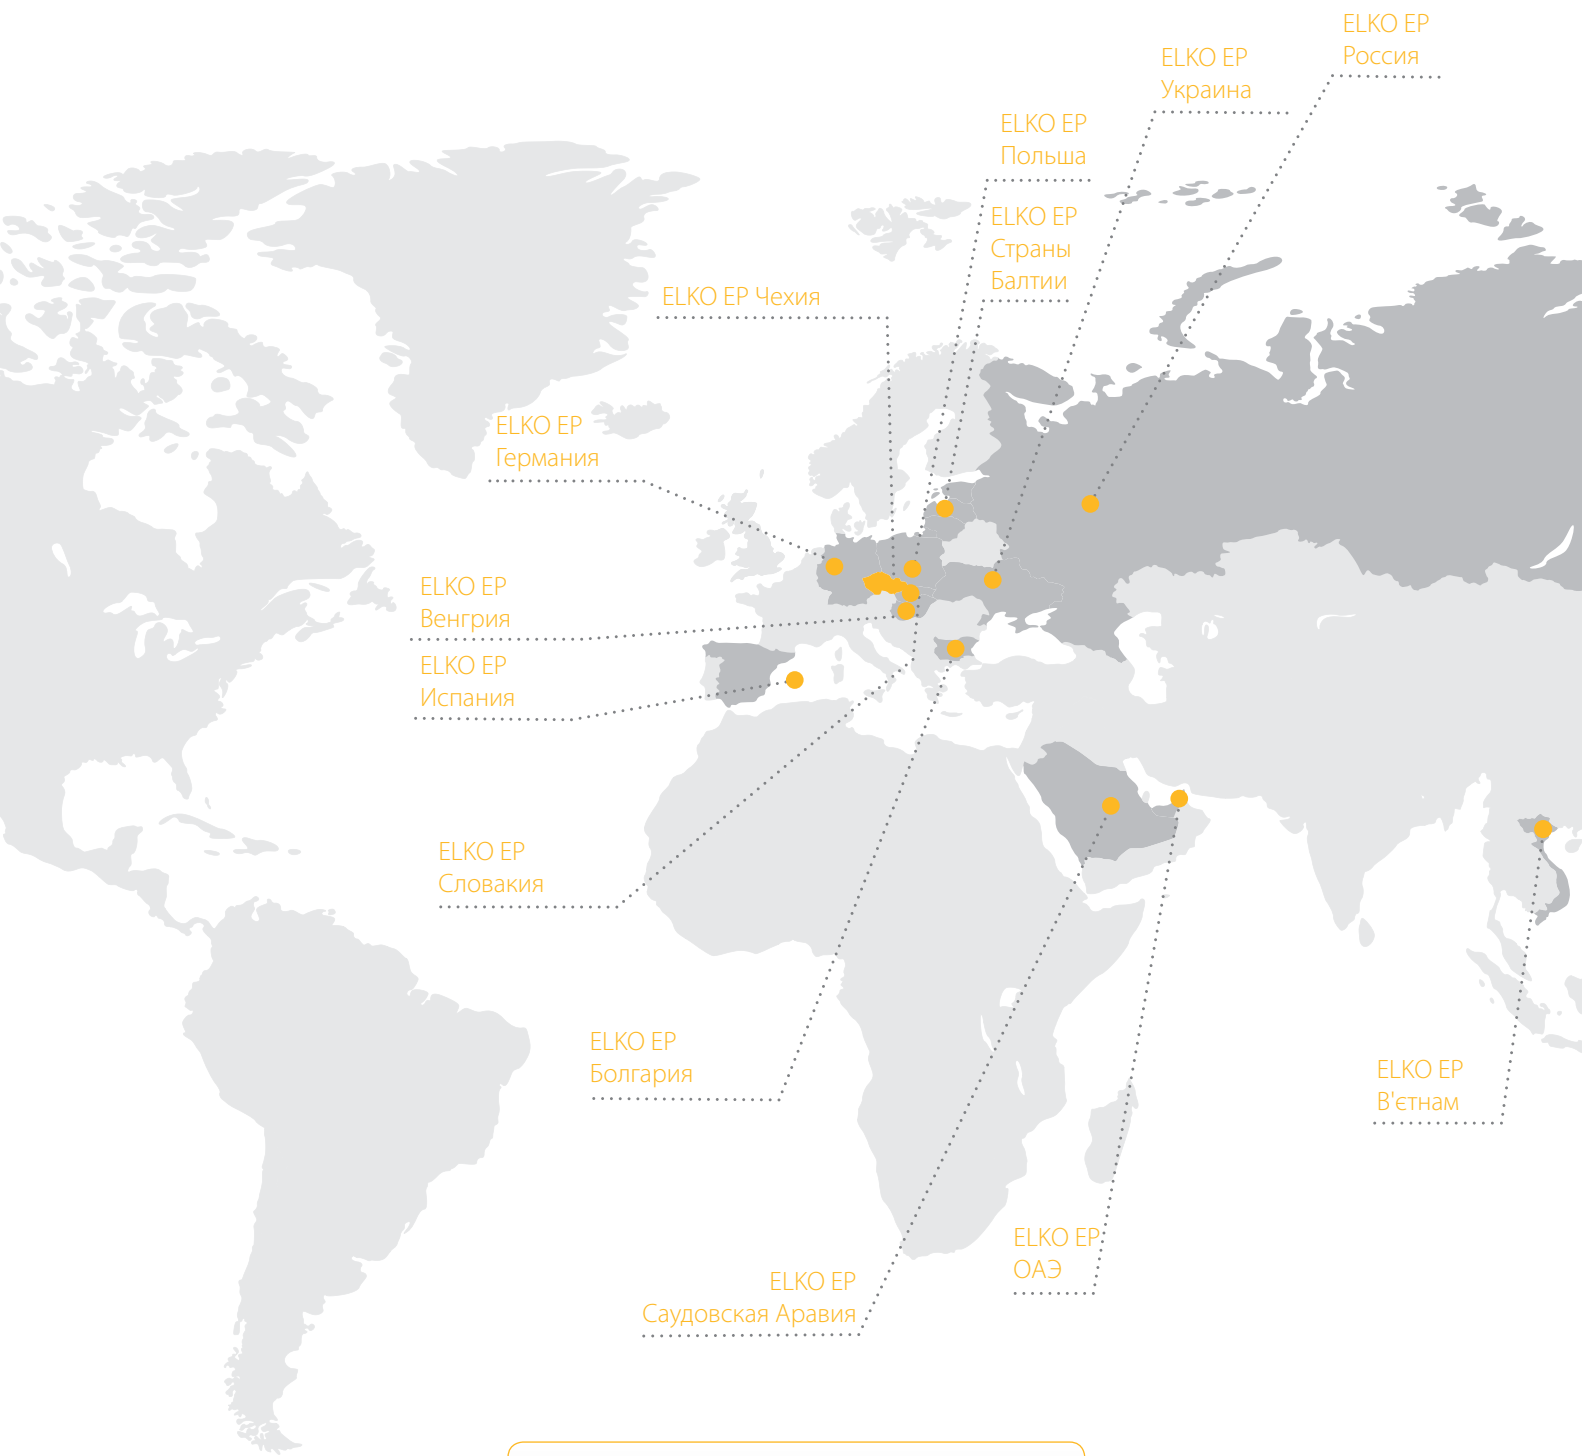 ELKO EP
Россия
ELKO EP
Украина
ELKO EP
Польша
ELKO EP
Страны
Балтии
ELKO EP Чехия
ELKO EP
Германия
ELKO EP
Венгрия
ELKO EP
Испания
ELKO EP
Словакия
ELKO EP
Болгария
ELKO EP
В'єтнам
ELKO EP
ОАЭ
ELKO EP
Саудовская Аравия